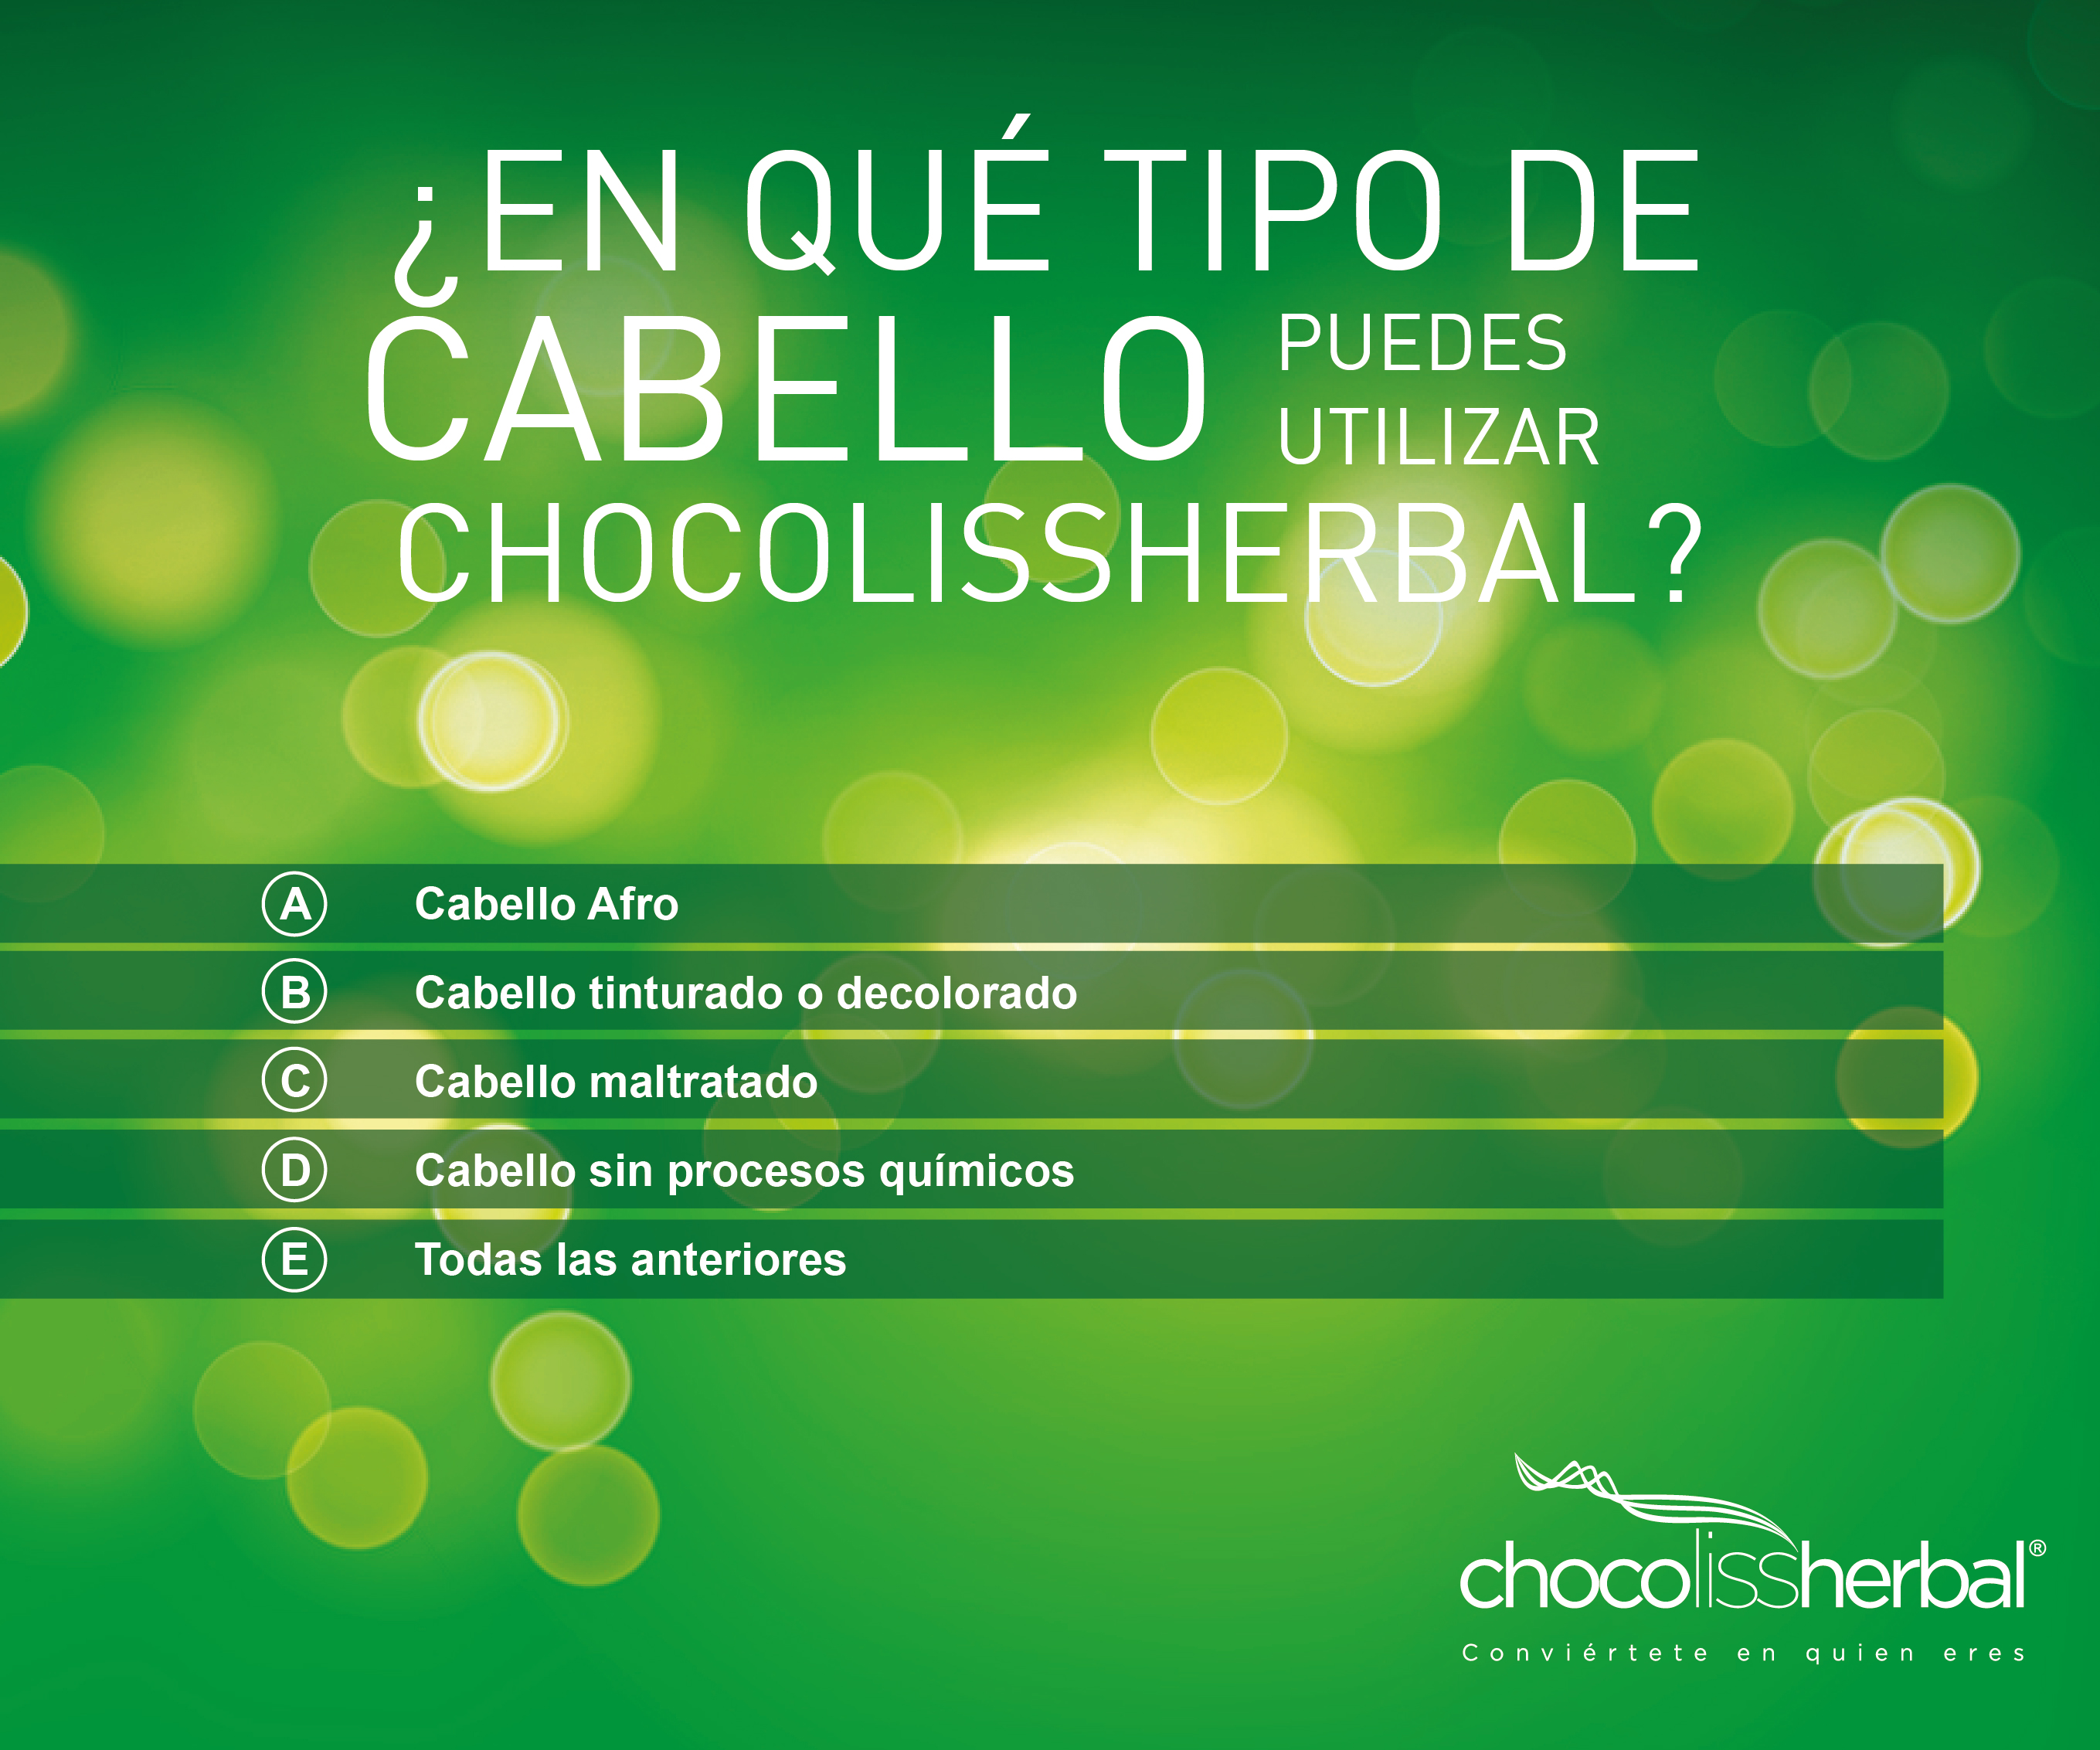 ¿EN QUÉ TIPO DE
CABELLO PUEDES
UTILIZAR
CHOCOLISSHERBAL?
A Cabello Afro
B Cabello tinturado o decolorado
C Cabello maltratado
D Cabello sin procesos químicos
E Todas las anteriores
chocolissherbal®
Conviértete en quien eres